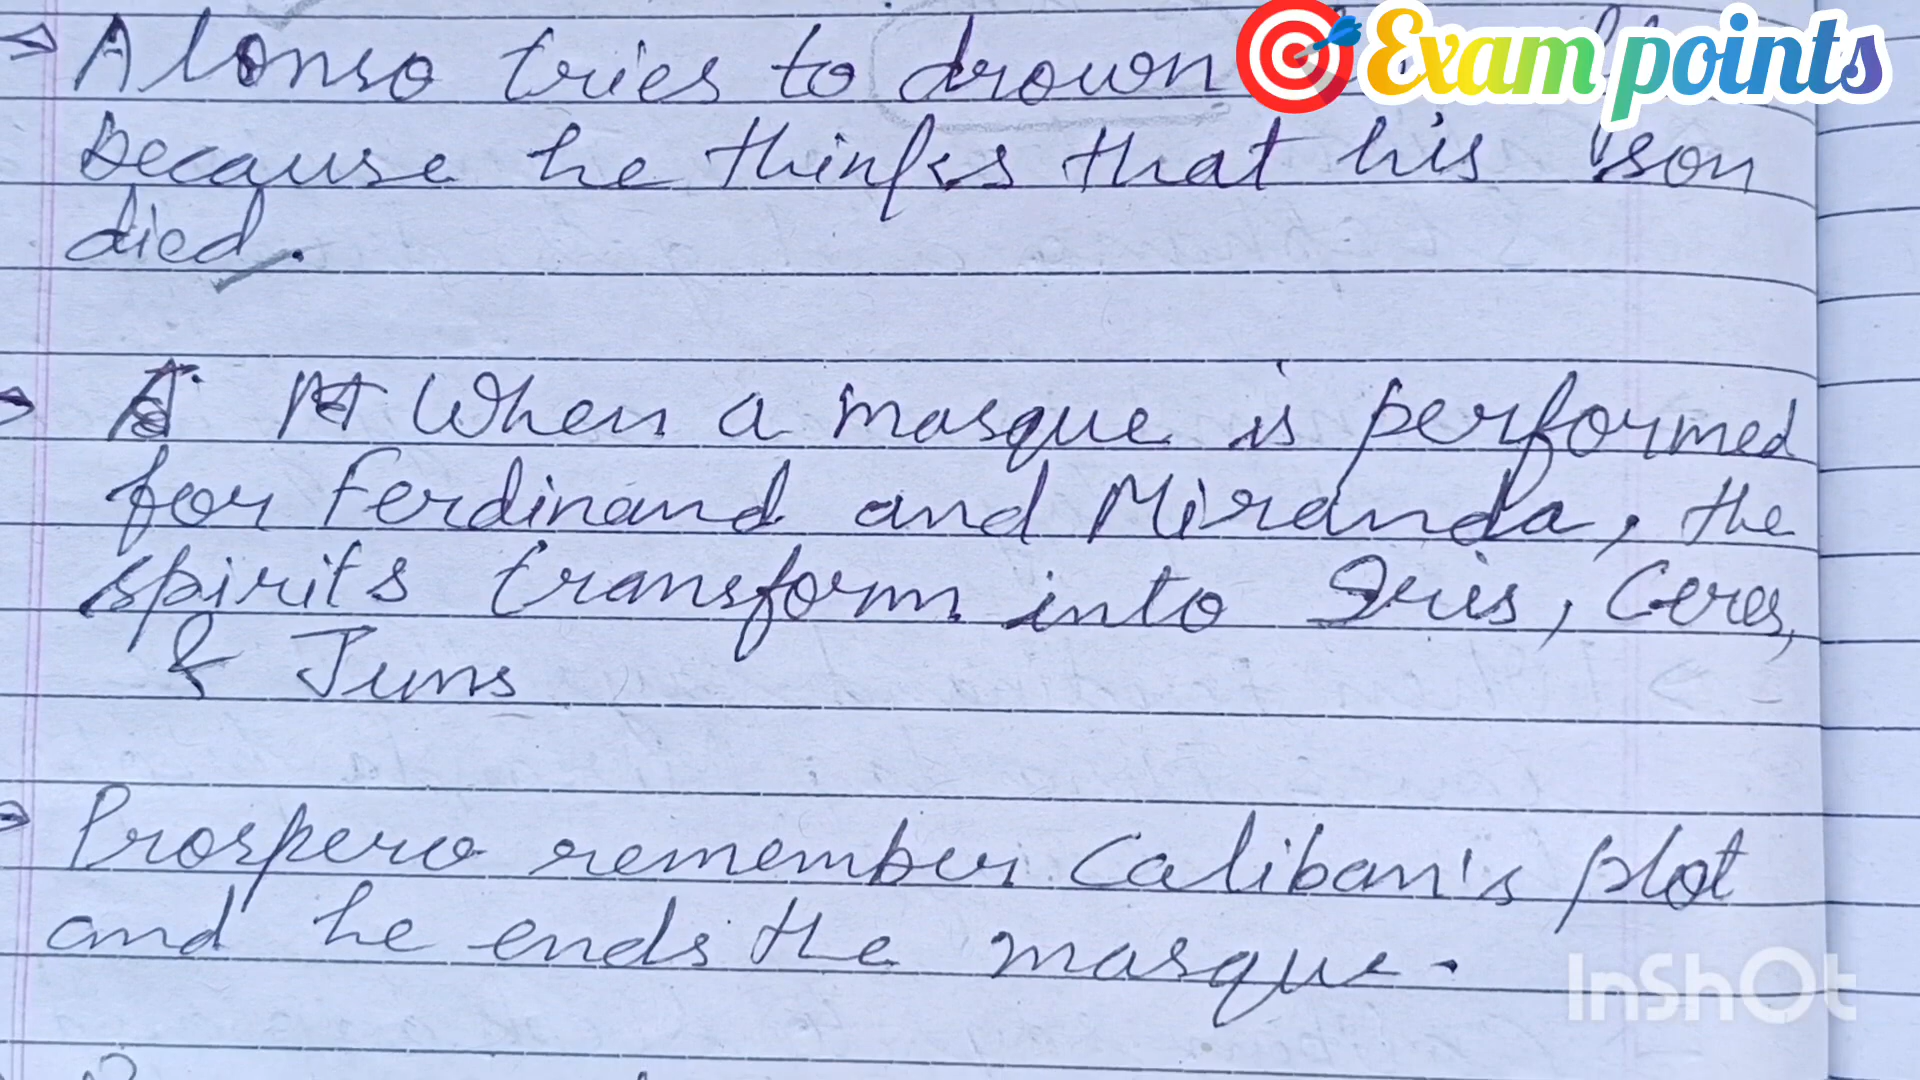 Exam points
→ Alonso tries to drown
because he thinks that his son
died.
→ When a masque is performed
for Ferdinand and Miranda, the
spirits transform into Iris, Ceres,
& Juns
→ Prospero remember Caliban's plot
and he ends the masque.
InShOt